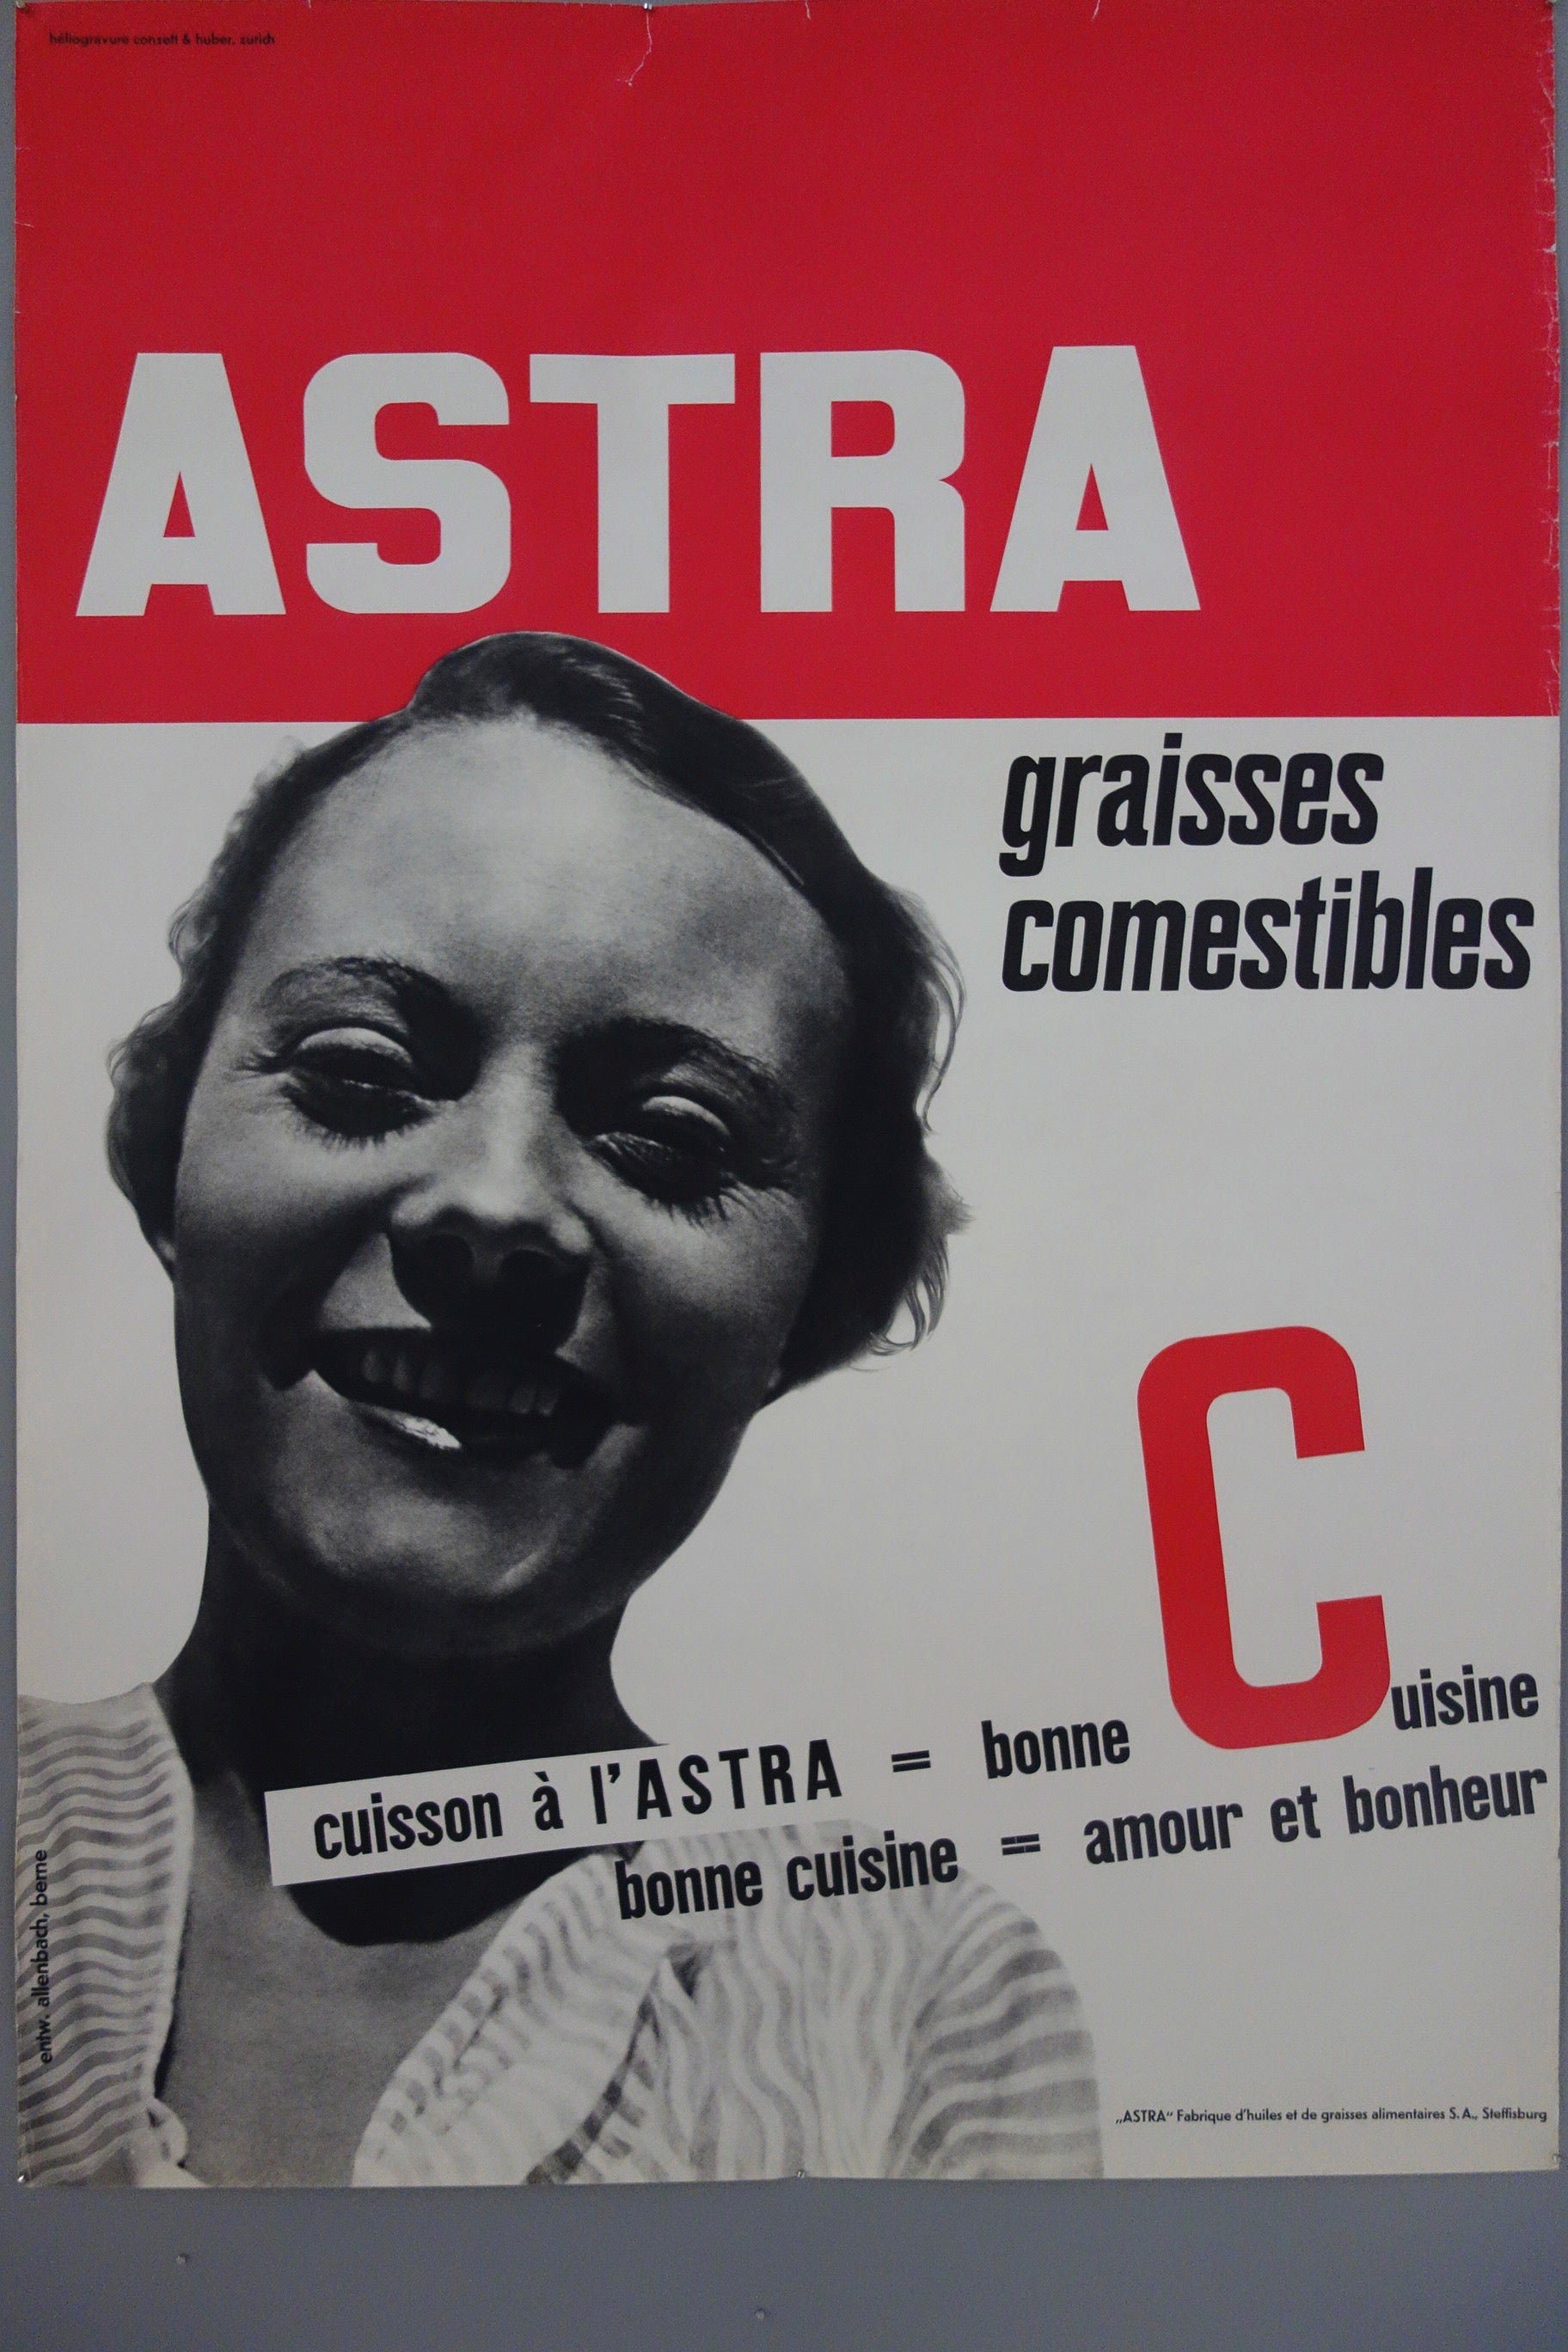 héliogravure conzett & huber, zurich
ASTRA
graisses
comestibles
cuisson à l'ASTRA = bonne Cuisine
bonne cuisine = amour et bonheur
entw. allenbach, berne
„ASTRA“ Fabrique d'huiles et de graisses alimentaires S. A., Steffisburg